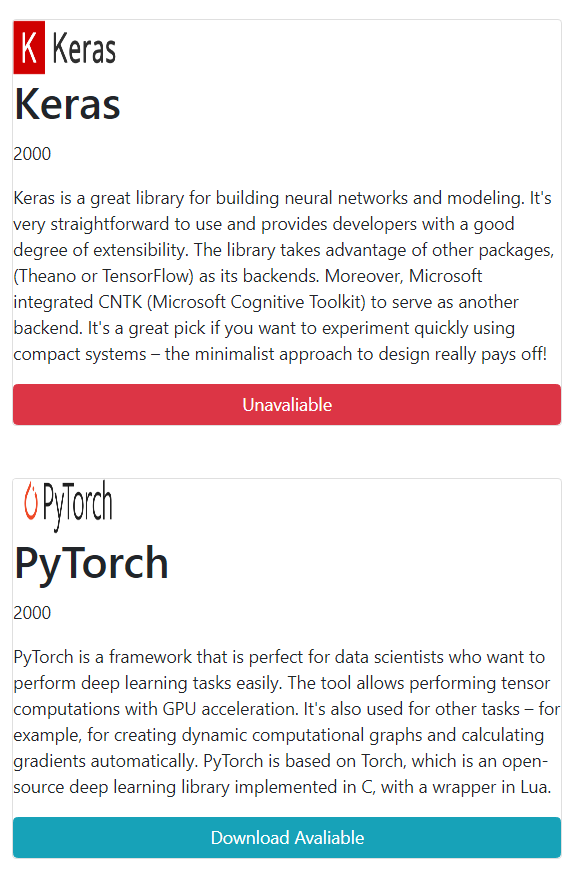 K Keras
Keras
2000
Keras is a great library for building neural networks and modeling. It's
very straightforward to use and provides developers with a good
degree of extensibility. The library takes advantage of other packages,
(Theano or TensorFlow) as its backends. Moreover, Microsoft
integrated CNTK (Microsoft Cognitive Toolkit) to serve as another
backend. It's a great pick if you want to experiment quickly using
compact systems – the minimalist approach to design really pays off!
Unavaliable
PyTorch
PyTorch
2000
PyTorch is a framework that is perfect for data scientists who want to
perform deep learning tasks easily. The tool allows performing tensor
computations with GPU acceleration. It's also used for other tasks – for
example, for creating dynamic computational graphs and calculating
gradients automatically. PyTorch is based on Torch, which is an open-
source deep learning library implemented in C, with a wrapper in Lua.
Download Avaliable